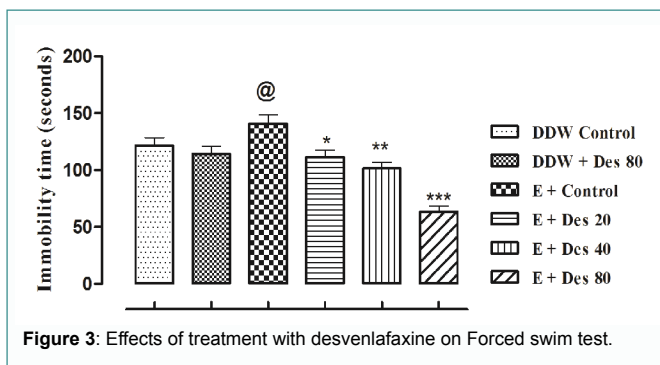 Immobility time (seconds)
200
150
100
50
0
@
*
**
***
DDW Control
DDW + Des 80
E + Control
E + Des 20
E + Des 40
E + Des 80
Figure 3: Effects of treatment with desvenlafaxine on Forced swim test.